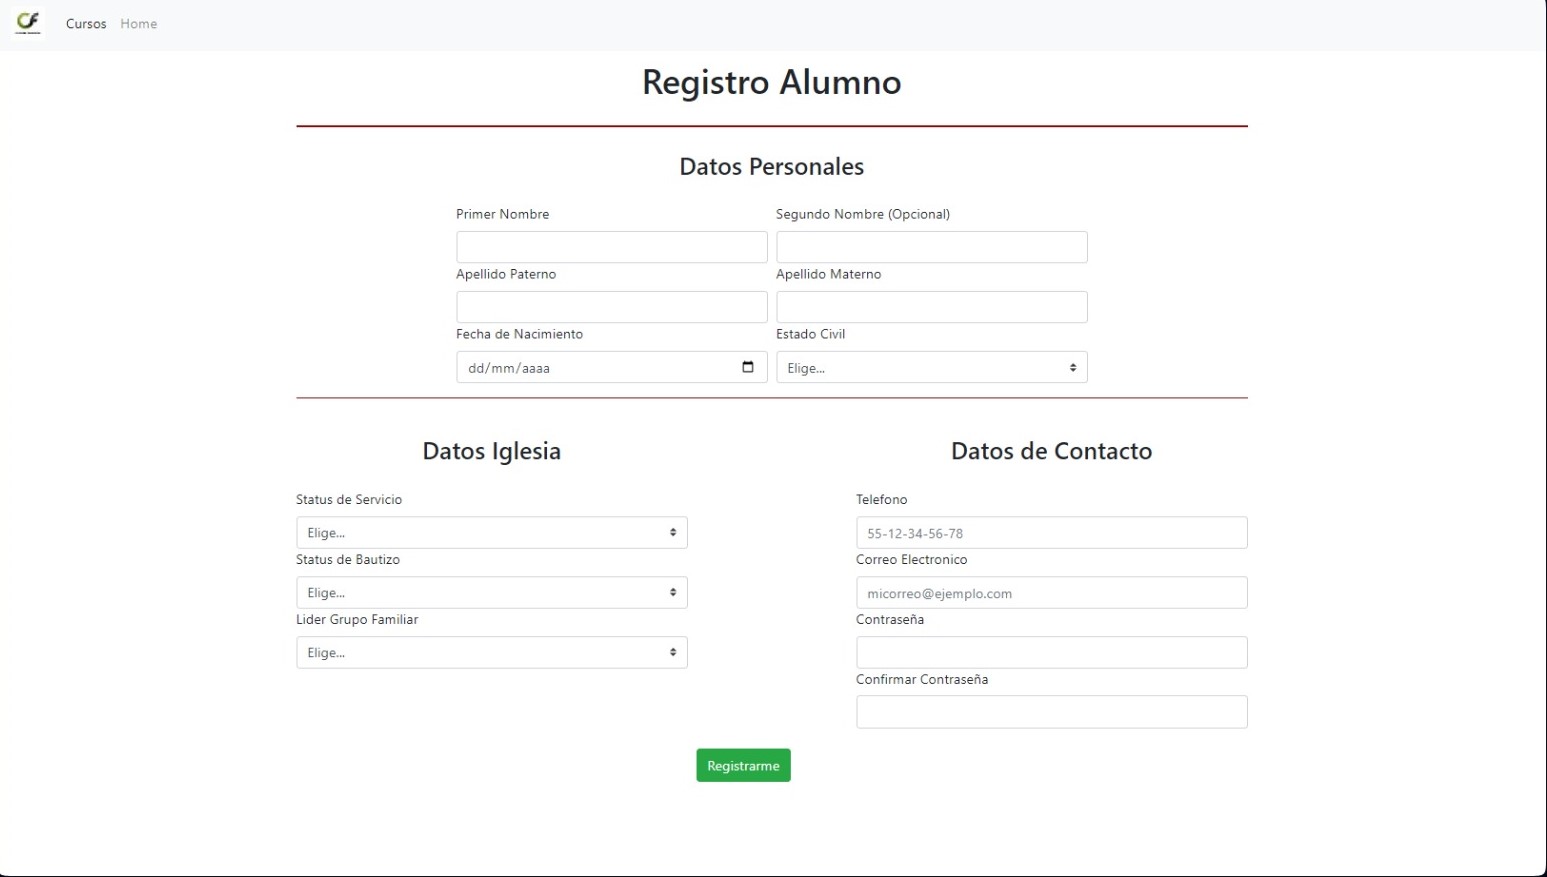 CF
Cursos Home
Registro Alumno
Datos Personales
Primer Nombre Segundo Nombre (Opcional)
Apellido Paterno Apellido Materno
Fecha de Nacimiento Estado Civil
dd/mm/aaaa Elige...
Datos Iglesia
Status de Servicio
Elige...
Status de Bautizo
Elige...
Lider Grupo Familiar
Elige...
Datos de Contacto
Telefono
55-12-34-56-78
Correo Electronico
micorreo@ejemplo.com
Contraseña
Confirmar Contraseña
Registrarme